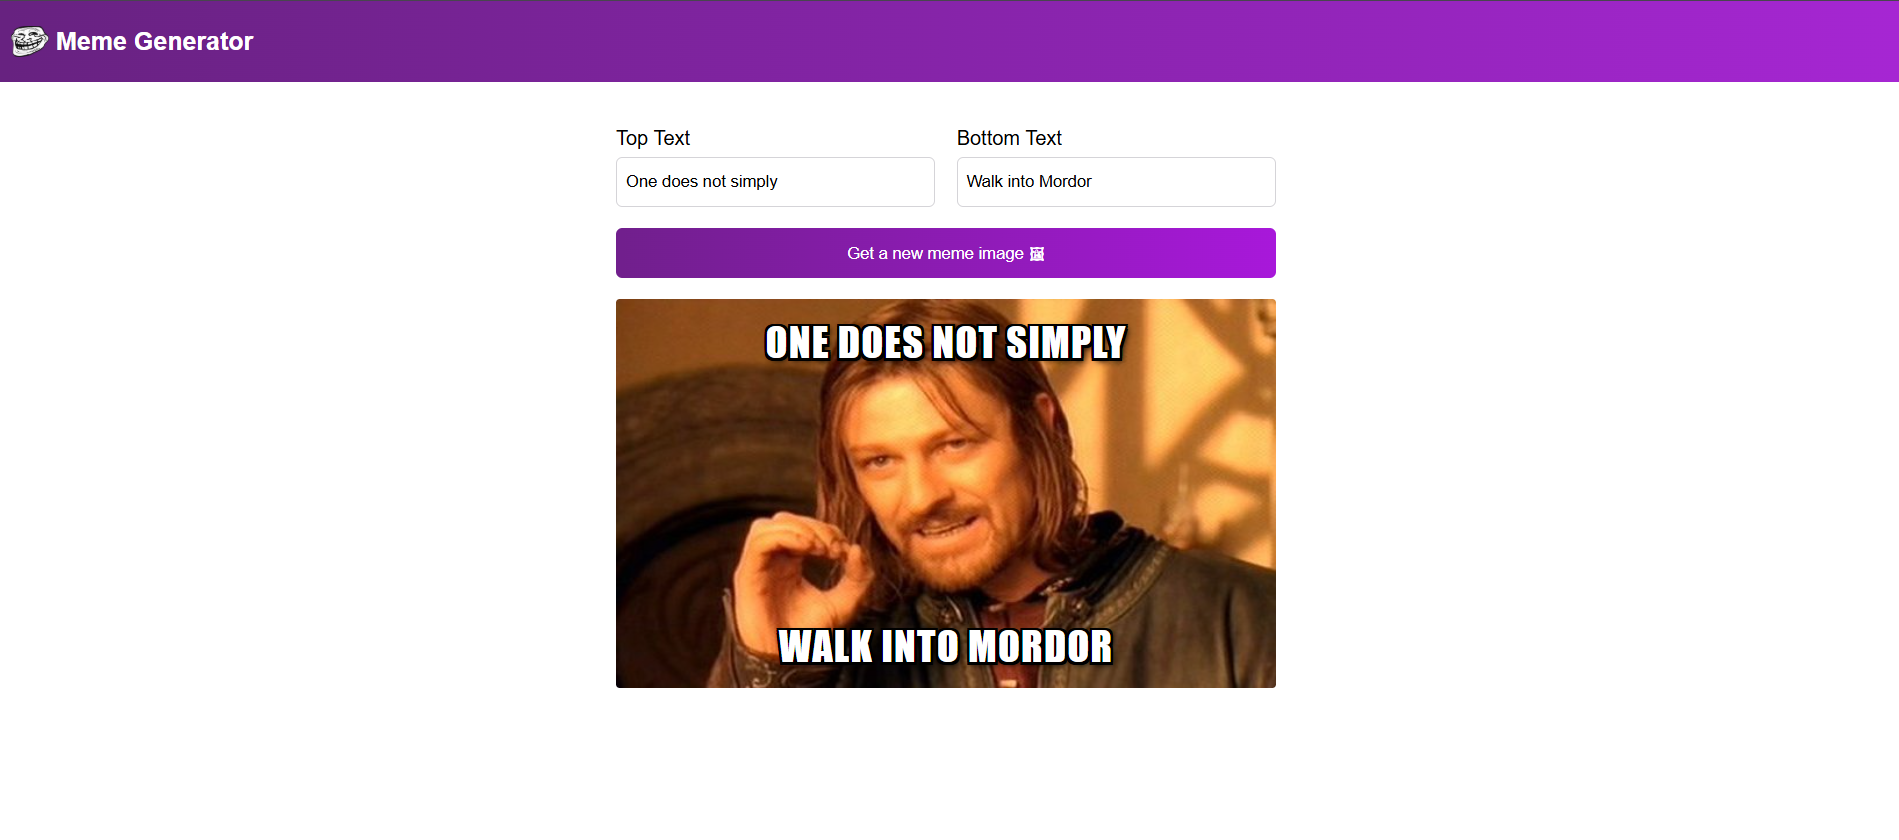 Meme Generator
Top Text
Bottom Text
One does not simply
Walk into Mordor
Get a new meme image 🖼
ONE DOES NOT SIMPLY
WALK INTO MORDOR